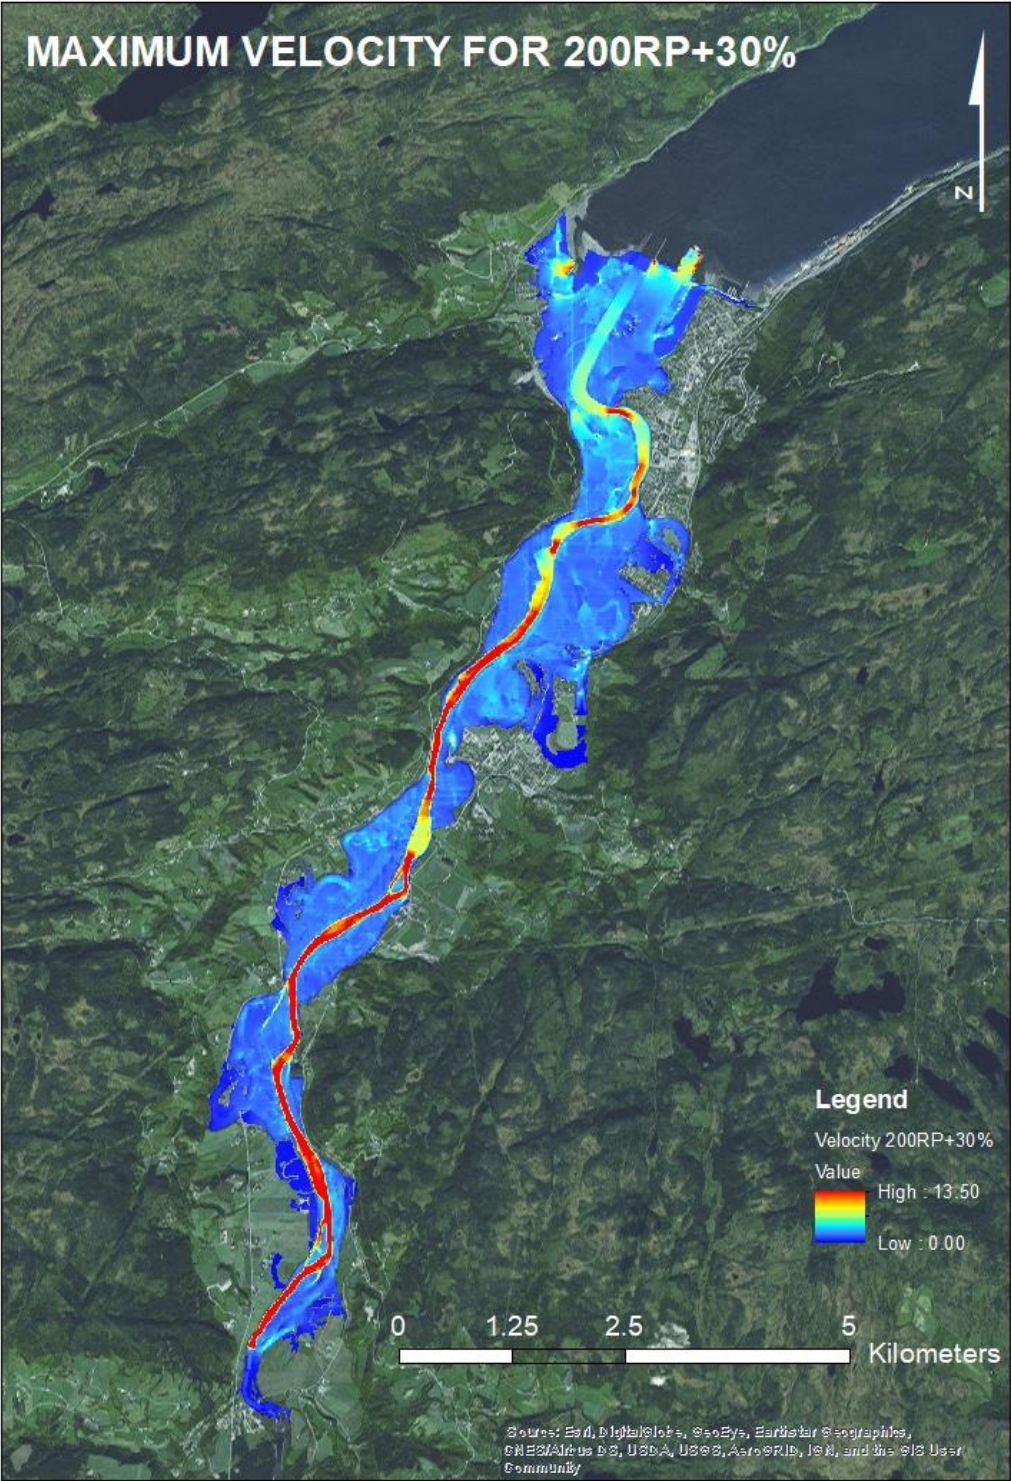 MAXIMUM VELOCITY FOR 200RP+30%
N
Legend
Velocity 200RP+30%
Value
High : 13.50
Low : 0.00
0 1.25 2.5 5
Kilometers
Source: Esri, DigitalGlobe, GeoEye, Earthstar Geographics,
CNES/Airbus DS, USDA, USGS, AeroGRID, IGN, and the GIS User
Community